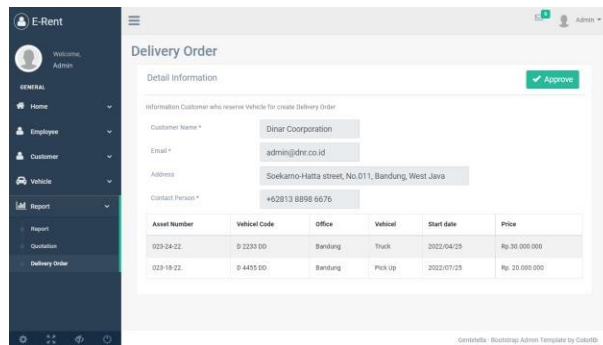 E-Rent
0
Admin
Welcome,
Admin
GENERAL
Home
Employee
Customer
Vehicle
Report
Report
Quotation
Delivery Order
Delivery Order
Detail Information
Approve
Information Customer who reserve Vehicle for create Delivery Order
Customer Name *
Dinar Coorporation
Email *
admin@dnr.co.id
Address
Soekarno-Hatta street, No.011, Bandung, West Java
Contact Person *
+62813 8898 6676
Asset Number Vehicel Code Office Vehicel Start date Price
023-24-22. D 2233 DD Bandung Truck 2022/04/25 Rp.30.000.000
023-18-22. D 4455 DD Bandung Pick Up 2022/07/25 Rp. 20.000.000
Gentelella - Bootstrap Admin Template by Colorlib